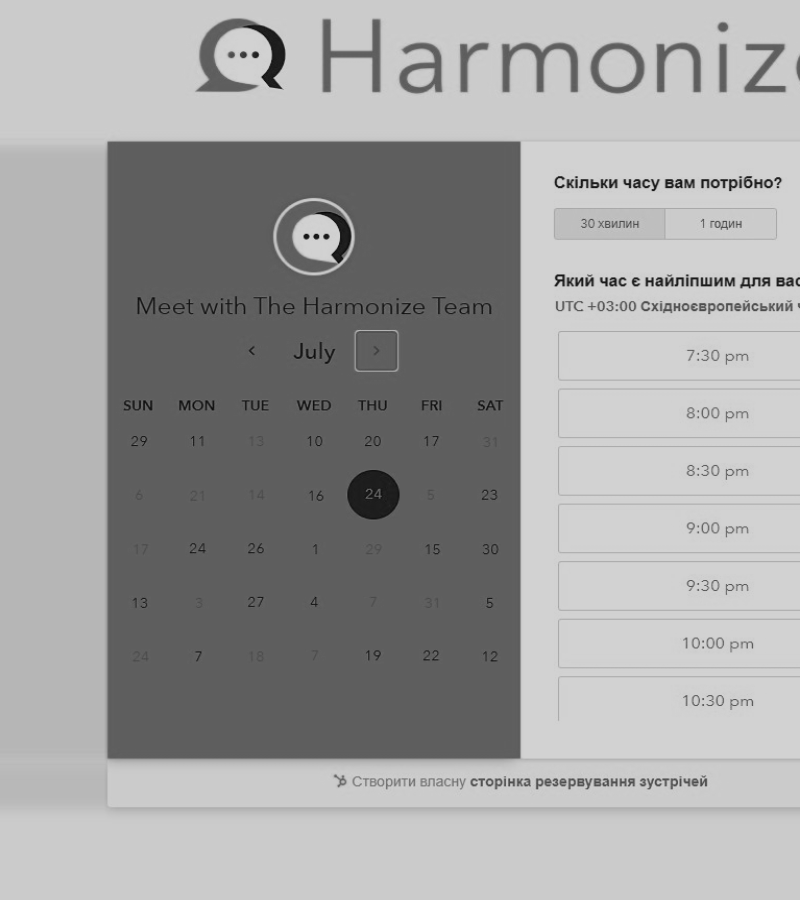 Harmonize
Meet with The Harmonize Team
July
SUN MON TUE WED THU FRI SAT
29 11 13 10 20 17 31
6 21 14 16 24 5 23
17 24 26 1 29 15 30
13 3 27 4 7 31 5
24 7 18 7 19 22 12
Скільки часу вам потрібно?
30 хвилин 1 годин
Який час є найліпшим для вас
UTC +03:00 Східноєвропейський
7:30 pm
8:00 pm
8:30 pm
9:00 pm
9:30 pm
10:00 pm
10:30 pm
Створити власну сторінка резервування зустрічей